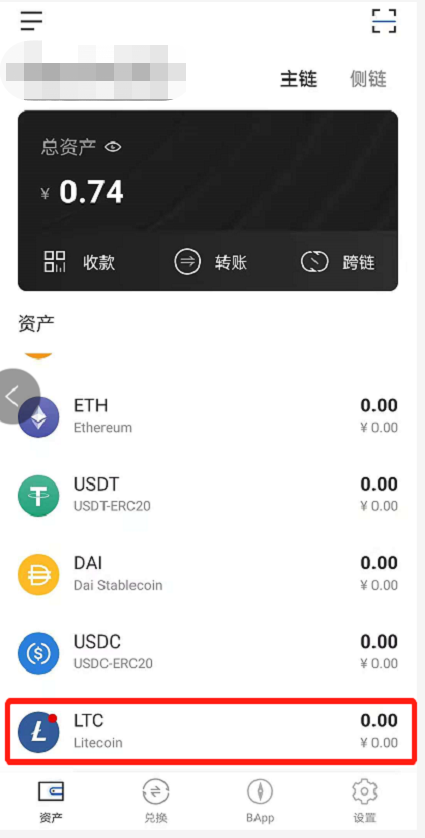 主链 侧链
总资产
¥ 0.74
收款 转账 跨链
资产
ETH 0.00
Ethereum ¥ 0.00
USDT 0.00
USDT-ERC20 ¥ 0.00
DAI 0.00
Dai Stablecoin ¥ 0.00
USDC 0.00
USDC-ERC20 ¥ 0.00
LTC 0.00
Litecoin ¥ 0.00
资产 兑换 BApp 设置